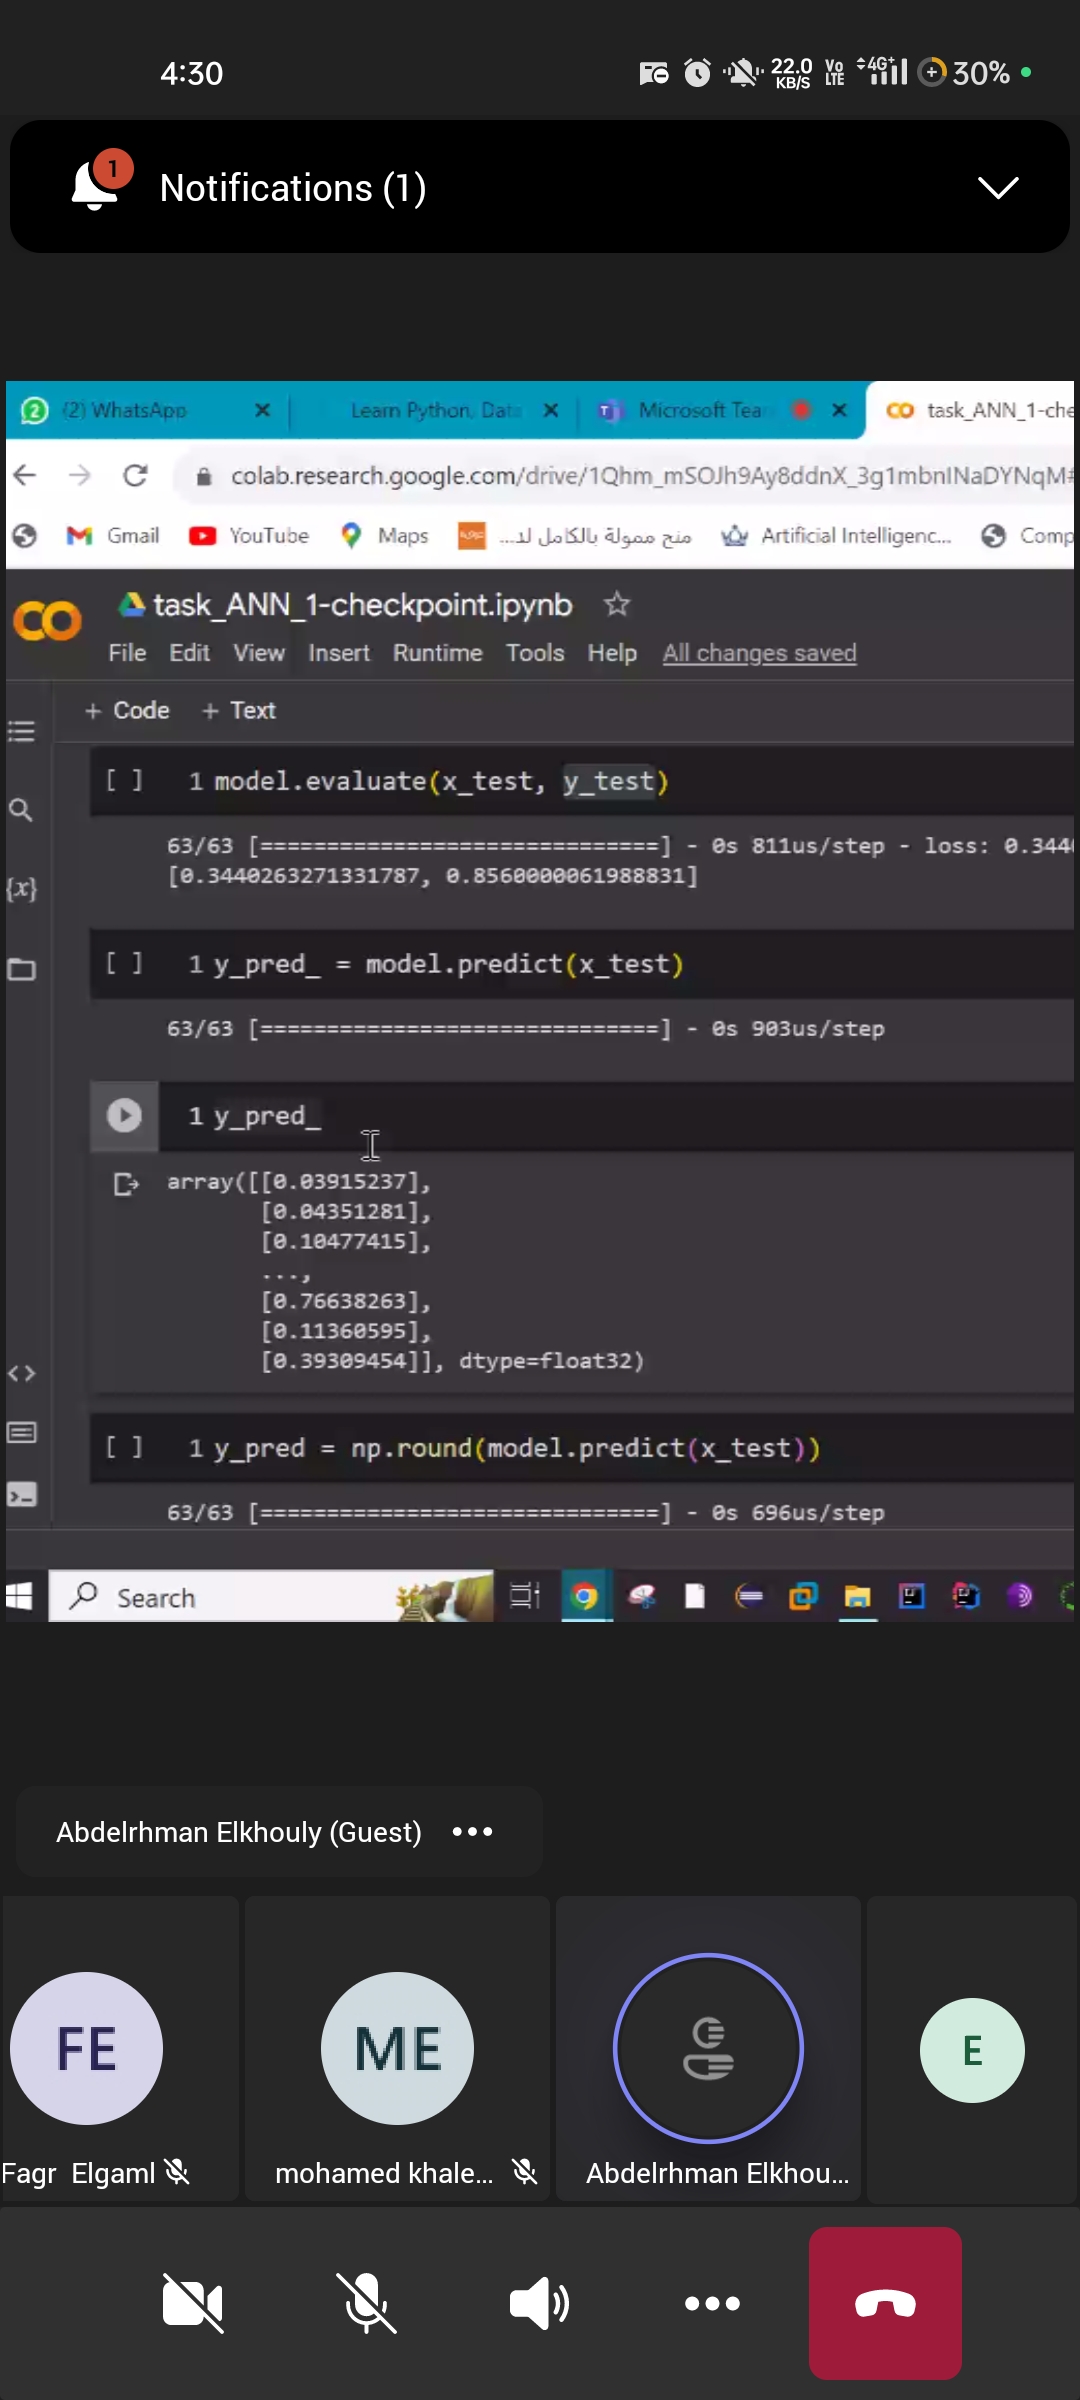 4:30
22.0 KB/S Vo LTE 4G+ 30%
1
Notifications (1)
2 (2) WhatsApp Learn Python, Data Microsoft Tea task_ANN_1-che
colab.research.google.com/drive/1Qhm_mSOJh9Ay8ddnX_3g1mbnINaDYNqM#
Gmail YouTube Maps منح ممولة بالكامل لد... Artificial Intelligenc... Comp
CO task_ANN_1-checkpoint.ipynb
File Edit View Insert Runtime Tools Help All changes saved
+ Code + Text
[ ] 1 model.evaluate(x_test, y_test)
63/63 [==============================] - 0s 811us/step - loss: 0.3440
[0.3440263271331787, 0.8560000061988831]
{x}
[ ] 1 y_pred_ = model.predict(x_test)
63/63 [==============================] - 0s 903us/step
1 y_pred_
array([[0.03915237],
[0.04351281],
[0.10477415],
...,
[0.76638263],
[0.11360595],
[0.39309454]], dtype=float32)
[ ] 1 y_pred = np.round(model.predict(x_test))
63/63 [==============================] - 0s 696us/step
Search
Abdelrhman Elkhouly (Guest) •••
FE ME E
Fagr Elgaml mohamed khale... Abdelrhman Elkhou...